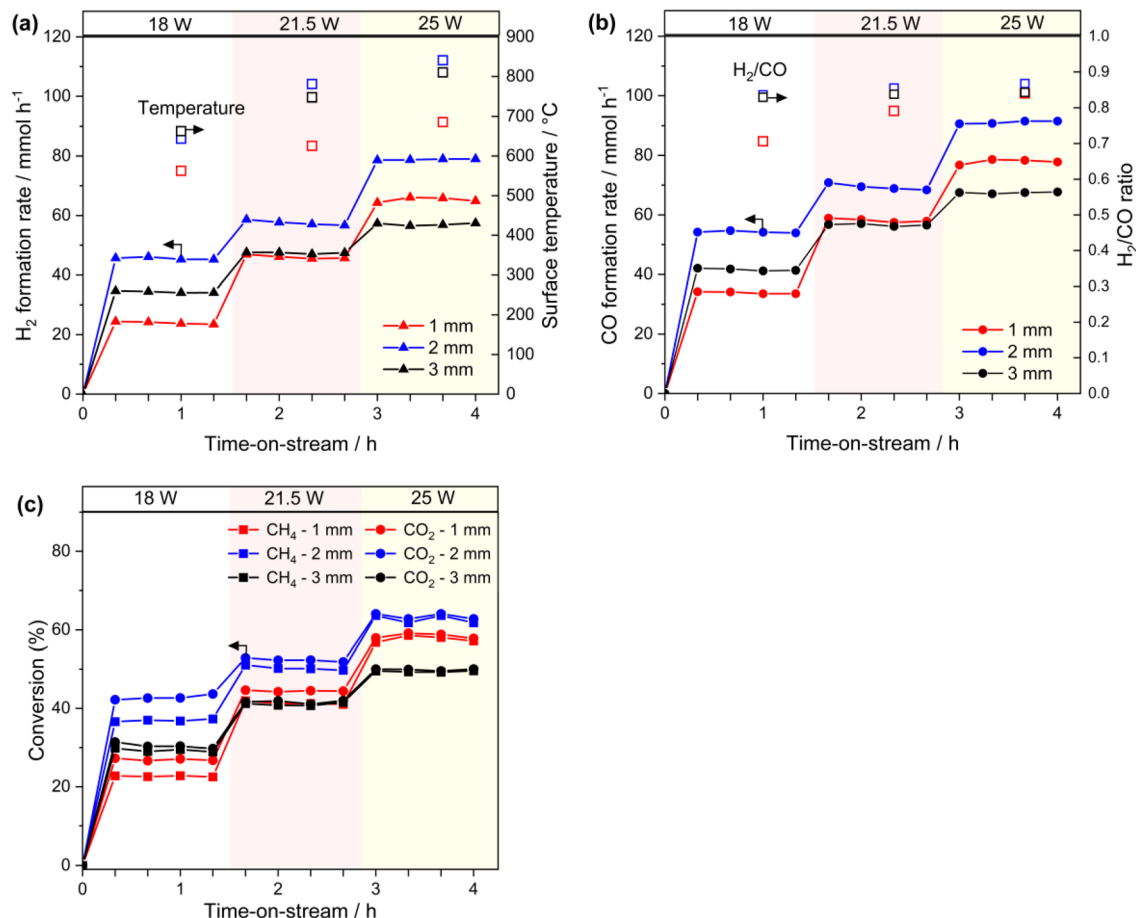 (a)
18 W 21.5 W 25 W
120
100
80
60
40
20
0
H₂ formation rate / mmol h⁻¹
Temperature
900
800
700
600
500
400
300
200
100
0
Surface temperature / °C
1 mm
2 mm
3 mm
0 1 2 3 4
Time-on-stream / h
(b)
18 W 21.5 W 25 W
120
100
80
60
40
20
0
CO formation rate / mmol h⁻¹
H₂/CO
1.0
0.9
0.8
0.7
0.6
0.5
0.4
0.3
0.2
0.1
0.0
H₂/CO ratio
1 mm
2 mm
3 mm
0 1 2 3 4
Time-on-stream / h
(c)
18 W 21.5 W 25 W
CH₄ - 1 mm CO₂ - 1 mm
CH₄ - 2 mm CO₂ - 2 mm
CH₄ - 3 mm CO₂ - 3 mm
80
60
40
20
0
Conversion (%)
0 1 2 3 4
Time-on-stream / h